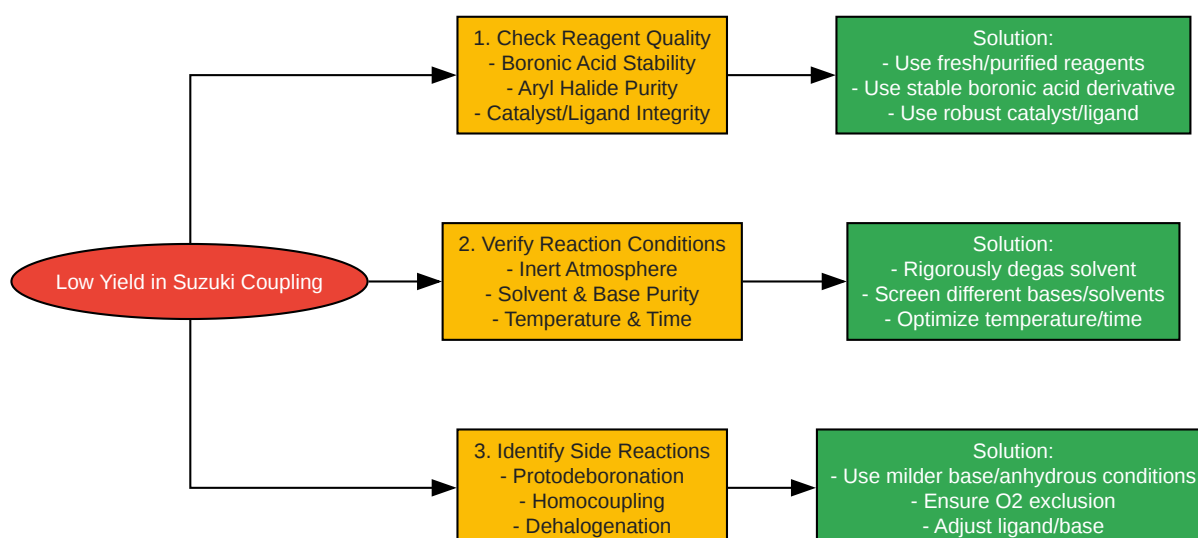 1. Check Reagent Quality
- Boronic Acid Stability
- Aryl Halide Purity
- Catalyst/Ligand Integrity
Solution:
- Use fresh/purified reagents
- Use stable boronic acid derivative
- Use robust catalyst/ligand
Low Yield in Suzuki Coupling
2. Verify Reaction Conditions
- Inert Atmosphere
- Solvent & Base Purity
- Temperature & Time
Solution:
- Rigorously degas solvent
- Screen different bases/solvents
- Optimize temperature/time
3. Identify Side Reactions
- Protodeboronation
- Homocoupling
- Dehalogenation
Solution:
- Use milder base/anhydrous conditions
- Ensure O2 exclusion
- Adjust ligand/base